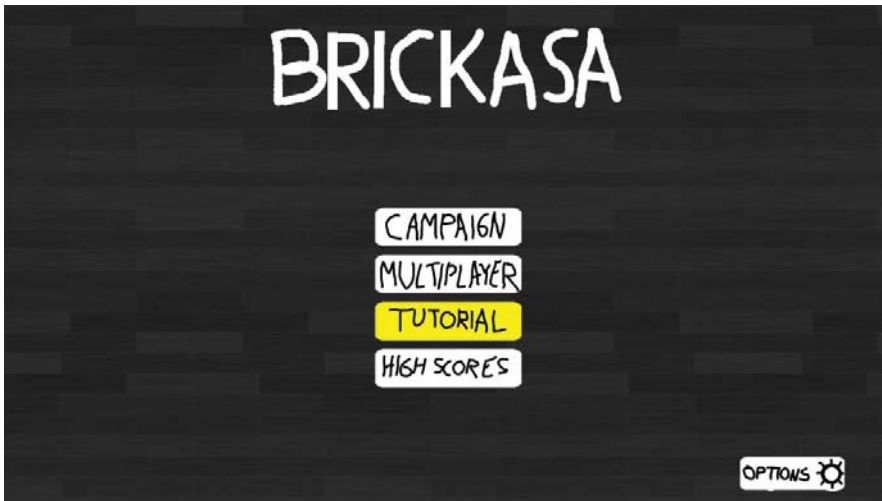 BRICKASA
CAMPAIGN
MULTIPLAYER
TUTORIAL
HIGH SCORES
OPTIONS